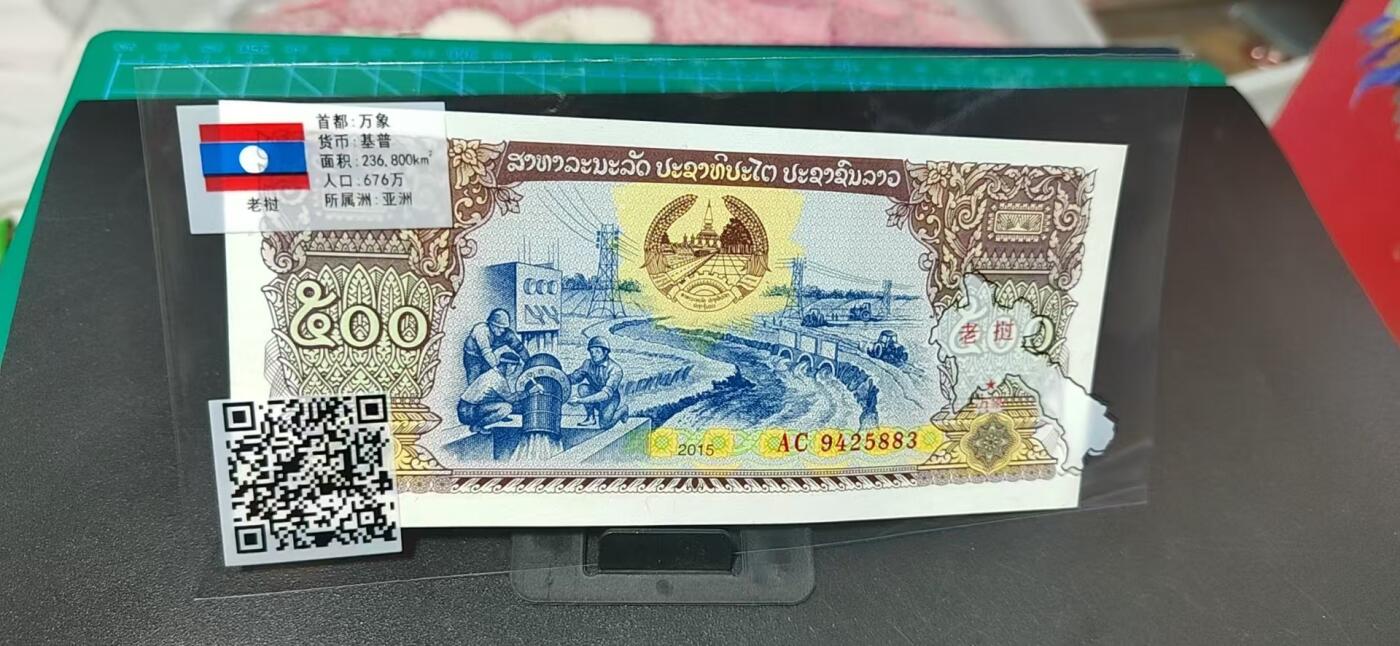 首都:万象
货币:基普
面积:236,800km²
人口:676万
所属洲:亚洲
老挝
ສາທາລະນະລັດ ປະຊາທິປະໄຕ ປະຊາຊົນລາວ
໕໐໐
老挝
2015
AC 9425883